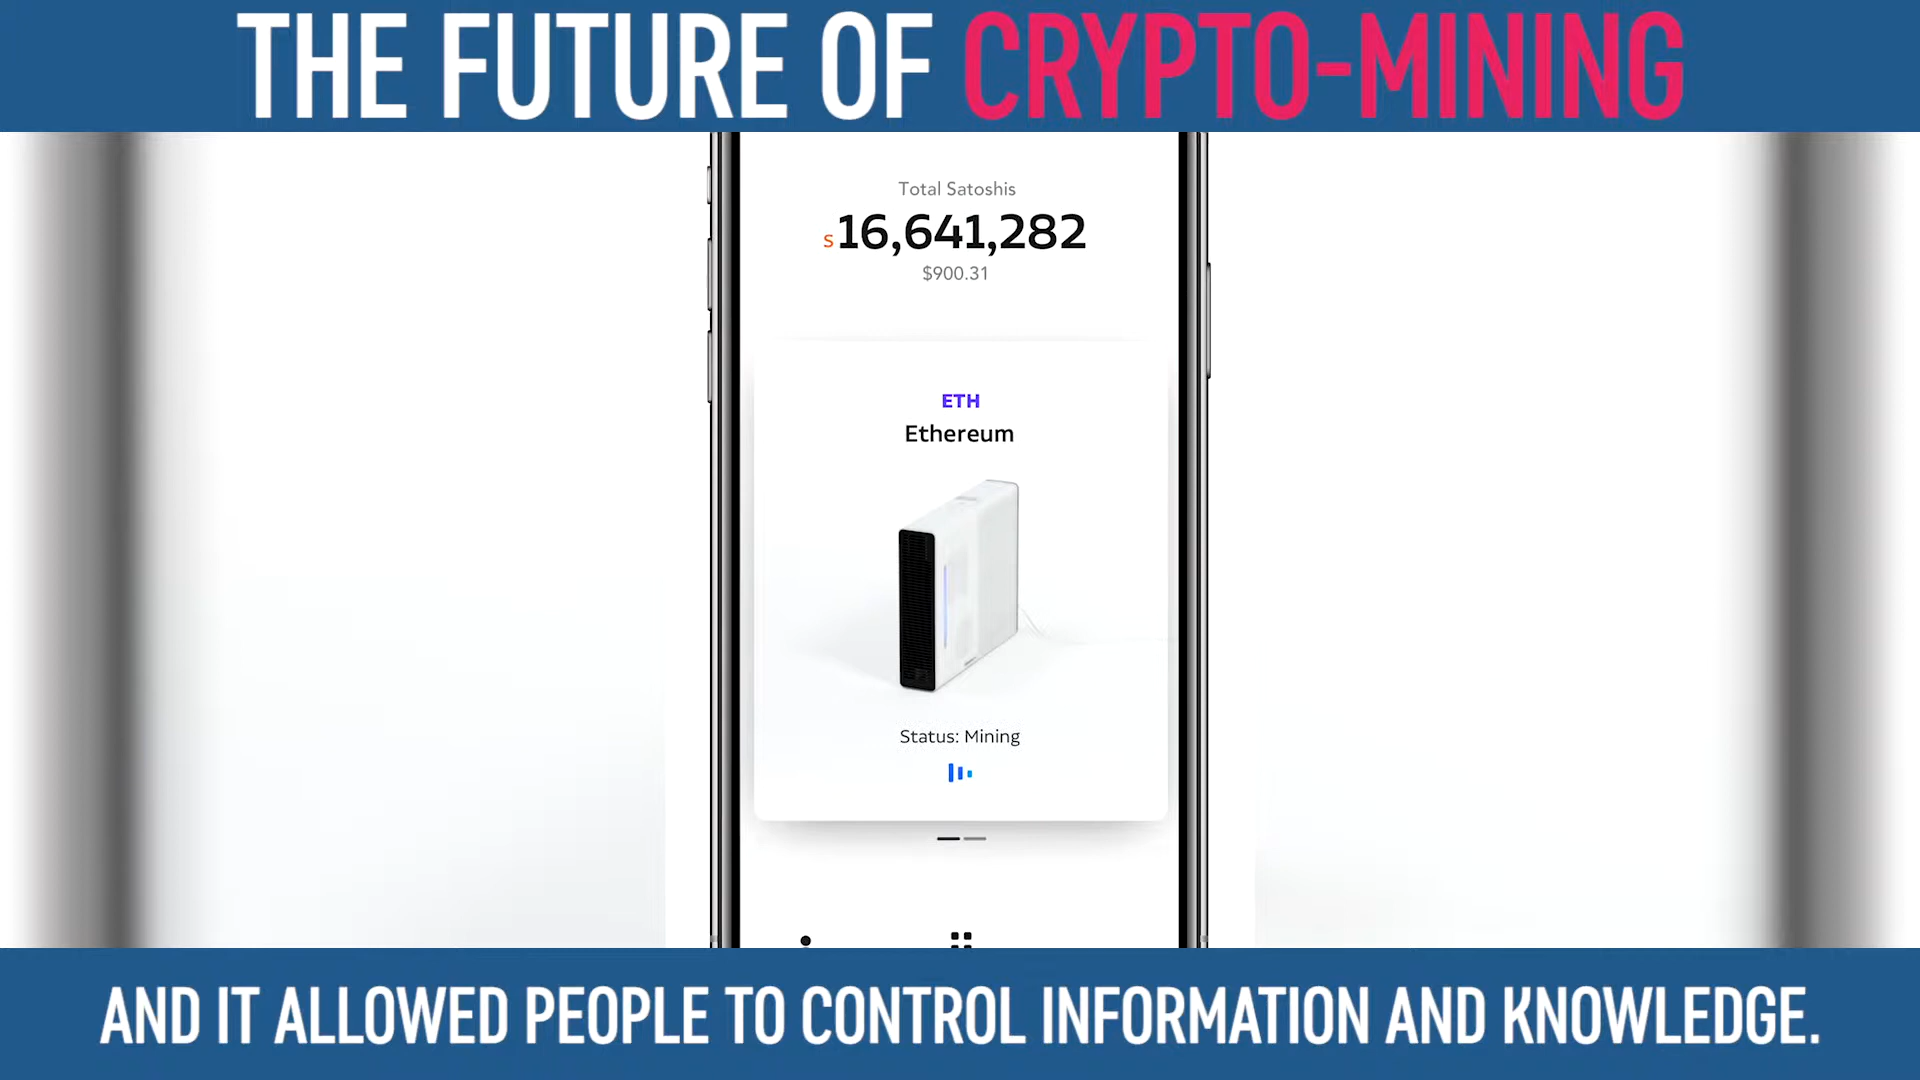 THE FUTURE OF CRYPTO-MINING
Total Satoshis
s 16,641,282
$900.31
ETH
Ethereum
Status: Mining
AND IT ALLOWED PEOPLE TO CONTROL INFORMATION AND KNOWLEDGE.